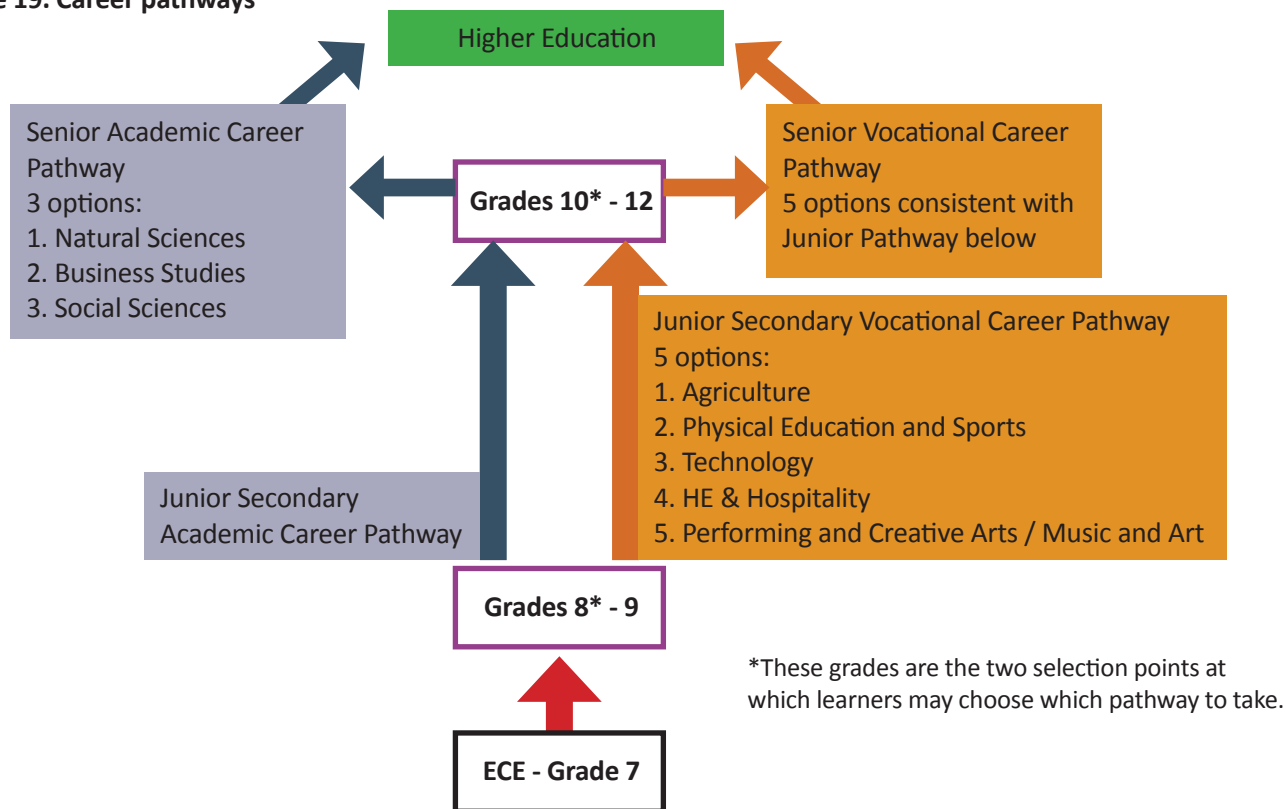 e 19: Career pathways
Higher Education
Senior Academic Career
Pathway
3 options:
1. Natural Sciences
2. Business Studies
3. Social Sciences
Grades 10* - 12
Senior Vocational Career
Pathway
5 options consistent with
Junior Pathway below
Junior Secondary
Academic Career Pathway
Junior Secondary Vocational Career Pathway
5 options:
1. Agriculture
2. Physical Education and Sports
3. Technology
4. HE & Hospitality
5. Performing and Creative Arts / Music and Art
Grades 8* - 9
*These grades are the two selection points at
which learners may choose which pathway to take.
ECE - Grade 7